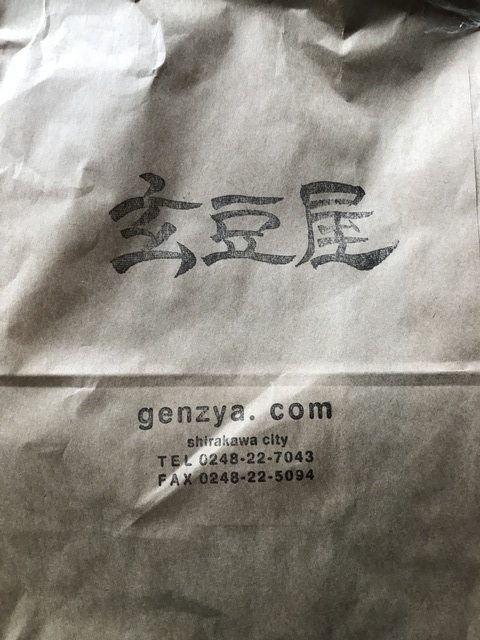 玄豆屋
genzya. com
shirakawa city
TEL 0248-22-7043
FAX 0248-22-5094